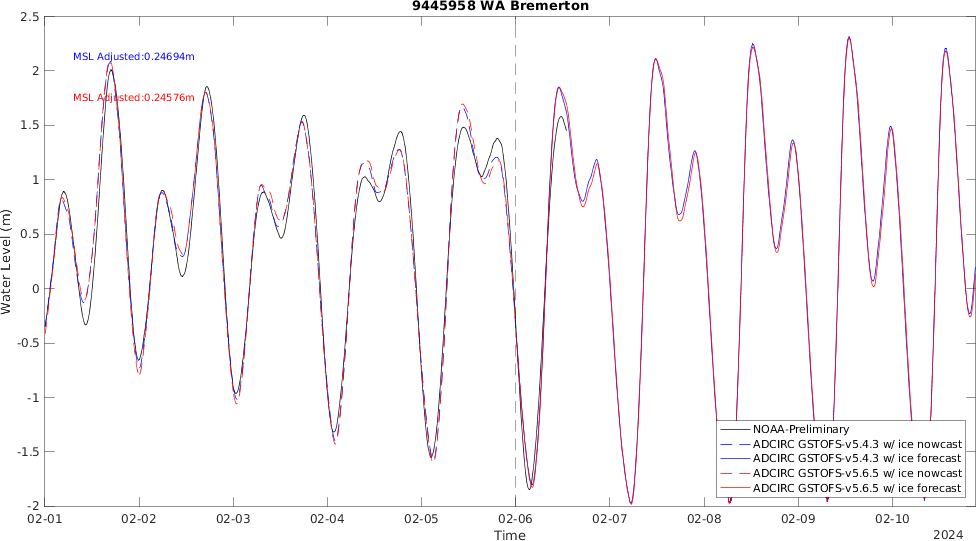 9445958 WA Bremerton
2.5
MSL Adjusted:0.24694m
2
MSL Adjusted:0.24576m
1.5
1
0.5
0
-0.5
-1
-1.5
-2
Water Level (m)
NOAA-Preliminary
ADCIRC GSTOFS-v5.4.3 w/ ice nowcast
ADCIRC GSTOFS-v5.4.3 w/ ice forecast
ADCIRC GSTOFS-v5.6.5 w/ ice nowcast
ADCIRC GSTOFS-v5.6.5 w/ ice forecast
02-01 02-02 02-03 02-04 02-05 02-06 02-07 02-08 02-09 02-10
Time
2024